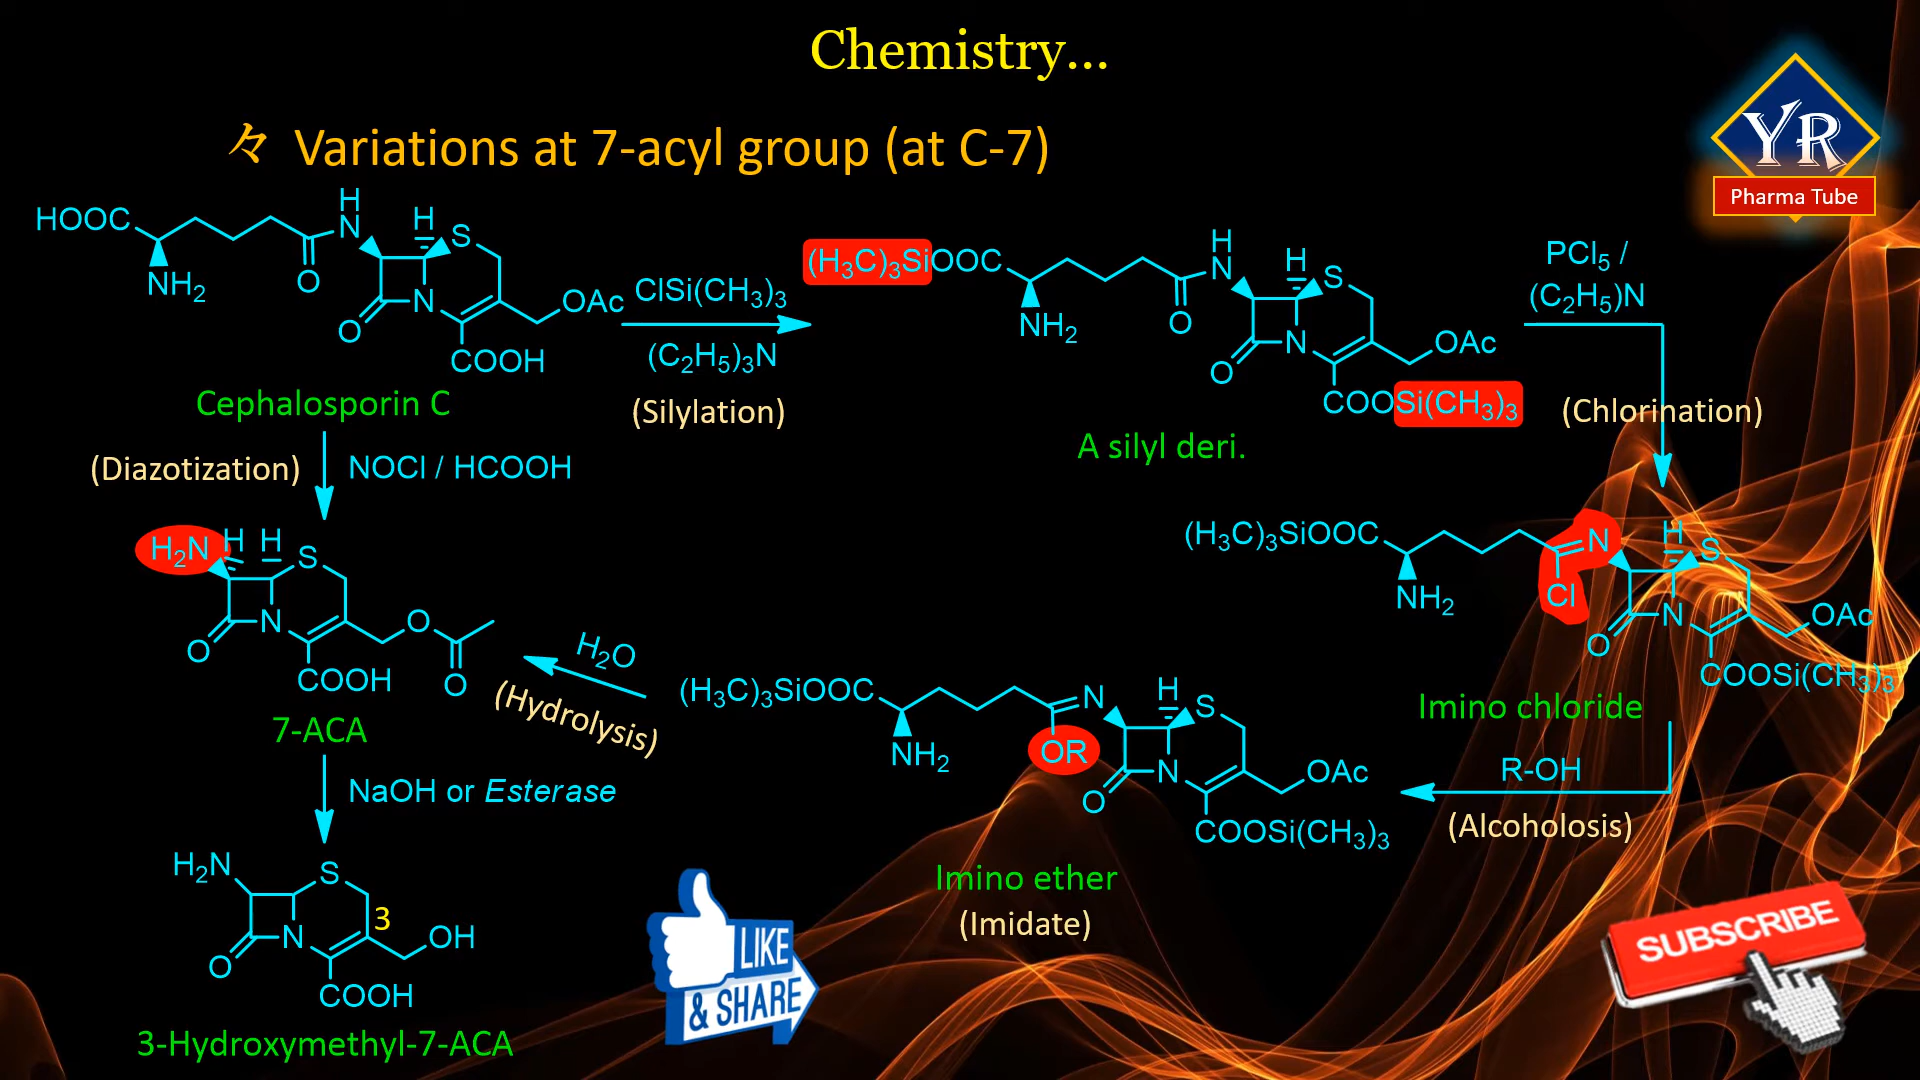 Chemistry...
々 Variations at 7-acyl group (at C-7)
YR
Pharma Tube
HOOC
NH2
O
H
N
H
S
O
N
OAc
COOH
Cephalosporin C
ClSi(CH3)3
(C2H5)3N
(Silylation)
(H3C)3SiOOC
NH2
O
H
N
H
S
O
N
OAc
COOSi(CH3)3
A silyl deri.
PCl5 /
(C2H5)N
(Chlorination)
(Diazotization)
NOCl / HCOOH
H2N
H
H
S
O
N
O
O
COOH
7-ACA
H2O
(Hydrolysis)
(H3C)3SiOOC
NH2
N
OR
H
S
O
N
OAc
COOSi(CH3)3
Imino ether
(Imidate)
(H3C)3SiOOC
NH2
N
Cl
H
S
O
N
OAc
COOSi(CH3)3
Imino chloride
R-OH
(Alcoholosis)
NaOH or Esterase
H2N
S
3
O
N
OH
COOH
3-Hydroxymethyl-7-ACA
LIKE
& SHARE
SUBSCRIBE